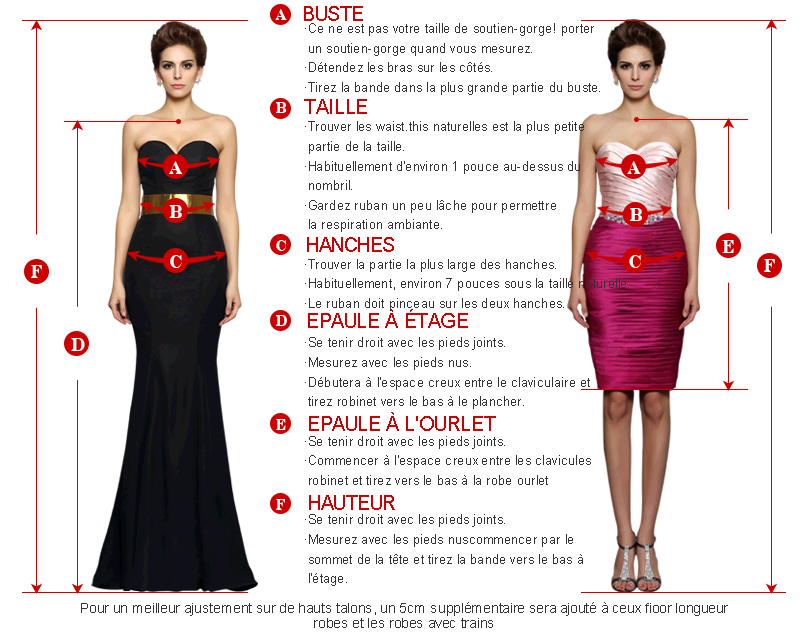 A BUSTE
·Ce ne est pas votre taille de soutien-gorge! porter
un soutien-gorge quand vous mesurez.
·Détendez les bras sur les côtés.
·Tirez la bande dans la plus grande partie du buste.
B TAILLE
·Trouver les waist.this naturelles est la plus petite
partie de la taille.
·Habituellement d'environ 1 pouce au-dessus du
nombril.
·Gardez ruban un peu lâche pour permettre
la respiration ambiante.
C HANCHES
·Trouver la partie la plus large des hanches.
·Habituellement, environ 7 pouces sous la taille naturelle.
·Le ruban doit pinceau sur les deux hanches.
D EPAULE À ÉTAGE
·Se tenir droit avec les pieds joints.
·Mesurez avec les pieds nus.
·Débutera à l'espace creux entre le claviculaire et
tirez robinet vers le bas à le plancher.
E EPAULE À L'OURLET
·Se tenir droit avec les pieds joints.
·Commencer à l'espace creux entre les clavicules
robinet et tirez vers le bas à la robe ourlet
F HAUTEUR
·Se tenir droit avec les pieds joints.
·Mesurez avec les pieds nuscommencer par le
sommet de la tête et tirez la bande vers le bas à
l'étage.
A
B
C
D
F
A
B
C
E
F
Pour un meilleur ajustement sur de hauts talons, un 5cm supplémentaire sera ajouté à ceux fioor longueur
robes et les robes avec trains